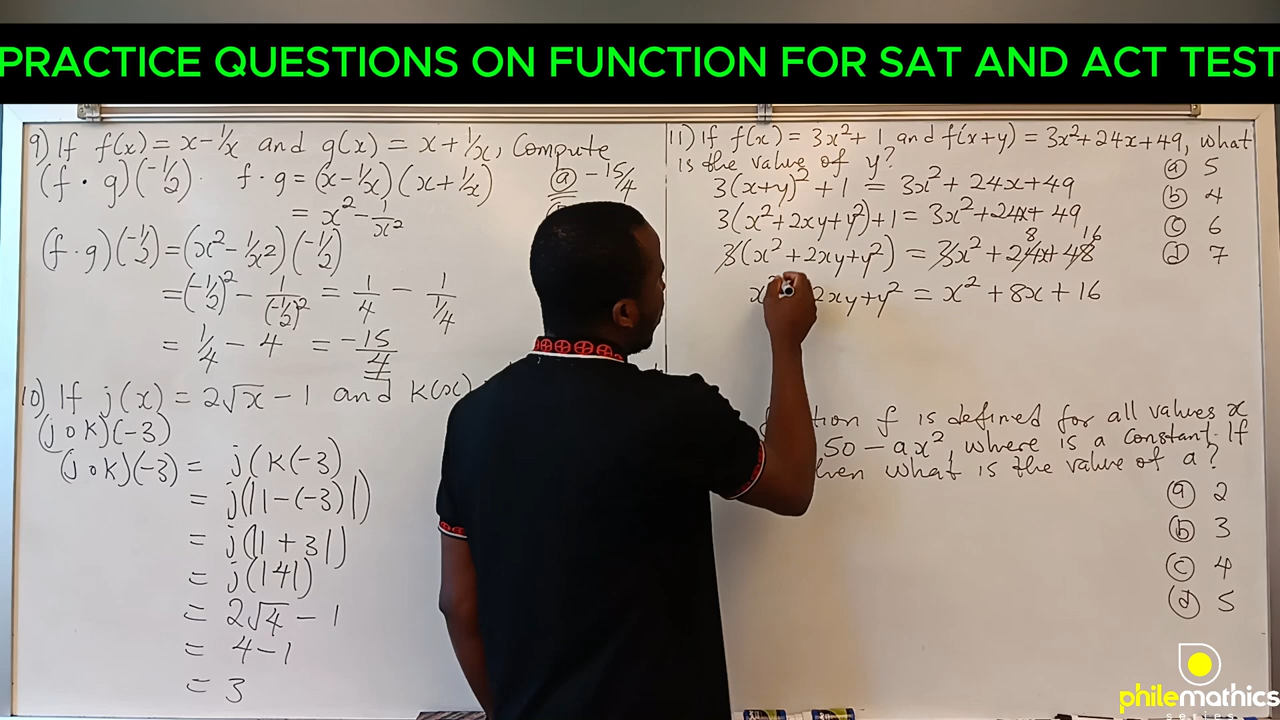 PRACTICE QUESTIONS ON FUNCTION FOR SAT AND ACT TEST
9) If f(x) = x - 1/x and g(x) = x + 1/x, Compute
(f · g)(-1/2). f · g = (x - 1/x)(x + 1/x)
(a) -15/4
= x² - 1/x²
(f · g)(-1/2) = (x² - 1/x²)(-1/2)
= (-1/2)² - 1/(-1/2)² = 1/4 - 1/1/4
= 1/4 - 4 = -15/4
10) If j(x) = 2√x - 1 and k(x)
(j o k)(-3)
(j o k)(-3) = j(k(-3)
= j(|1 - (-3)|)
= j(|1 + 3|)
= j(|4|)
= 2√4 - 1
= 4 - 1
= 3
11) If f(x) = 3x² + 1 and f(x+y) = 3x² + 24x + 49, what
is the value of y?
(a) 5
3(x+y)² + 1 = 3x² + 24x + 49
(b) 4
3(x² + 2xy + y²) + 1 = 3x² + 24x + 49
(c) 6
8 16
3(x² + 2xy + y²) = 3x² + 24x + 48
(d) 7
x² 2xy + y² = x² + 8x + 16
f is defined for all values x
50 - ax², where is a constant. If
what is the value of a?
(a) 2
(b) 3
(c) 4
(d) 5
philemathics
series